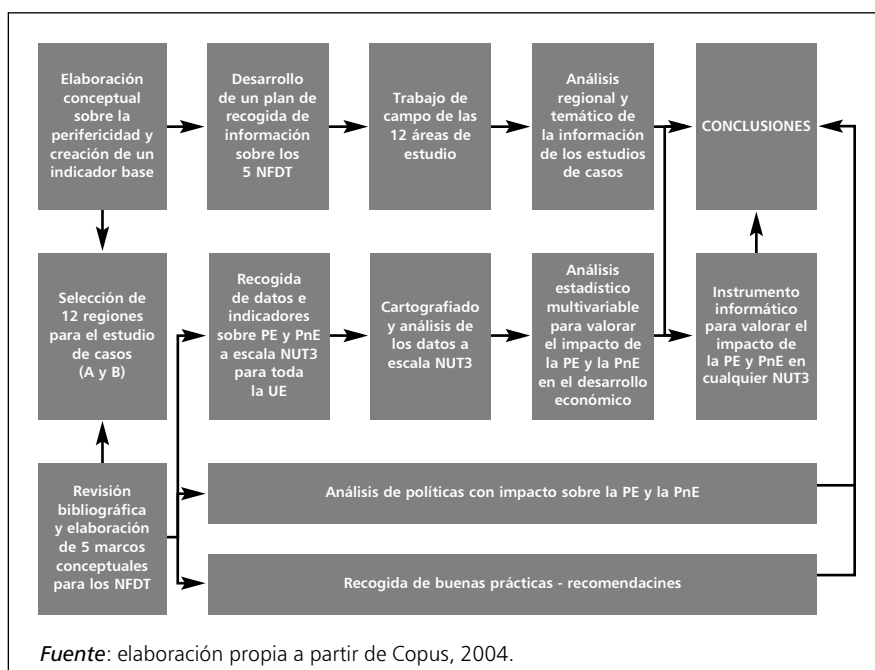 Elaboración
conceptual
sobre la
perifericidad y
creación de un
indicador base
Desarrollo
de un plan de
recogida de
información
sobre los
5 NFDT
Trabajo de
campo de las
12 áreas de
estudio
Análisis
regional y
temático de
la información
de los estudios
de casos
CONCLUSIONES
Selección de
12 regiones
para el estudio
de casos
(A y B)
Recogida
de datos e
indicadores
sobre PE y PnE
a escala NUT3
para toda
la UE
Cartografiado
y análisis de
los datos a
escala NUT3
Análisis
estadístico
multivariable
para valorar
el impacto de
la PE y la PnE
en el desarrollo
económico
Instrumento
informático
para valorar el
impacto de
la PE y PnE en
cualquier NUT3
Revisión
bibliográfica
y elaboración
de 5 marcos
conceptuales
para los NFDT
Análisis de políticas con impacto sobre la PE y la PnE
Recogida de buenas prácticas - recomendacines
Fuente: elaboración propia a partir de Copus, 2004.